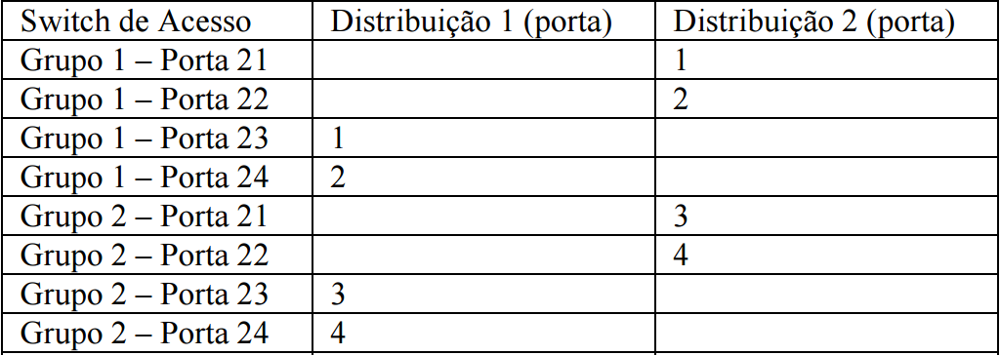 Switch de Acesso Distribuição 1 (porta) Distribuição 2 (porta)
Grupo 1 – Porta 21 1
Grupo 1 – Porta 22 2
Grupo 1 – Porta 23 1
Grupo 1 – Porta 24 2
Grupo 2 – Porta 21 3
Grupo 2 – Porta 22 4
Grupo 2 – Porta 23 3
Grupo 2 – Porta 24 4